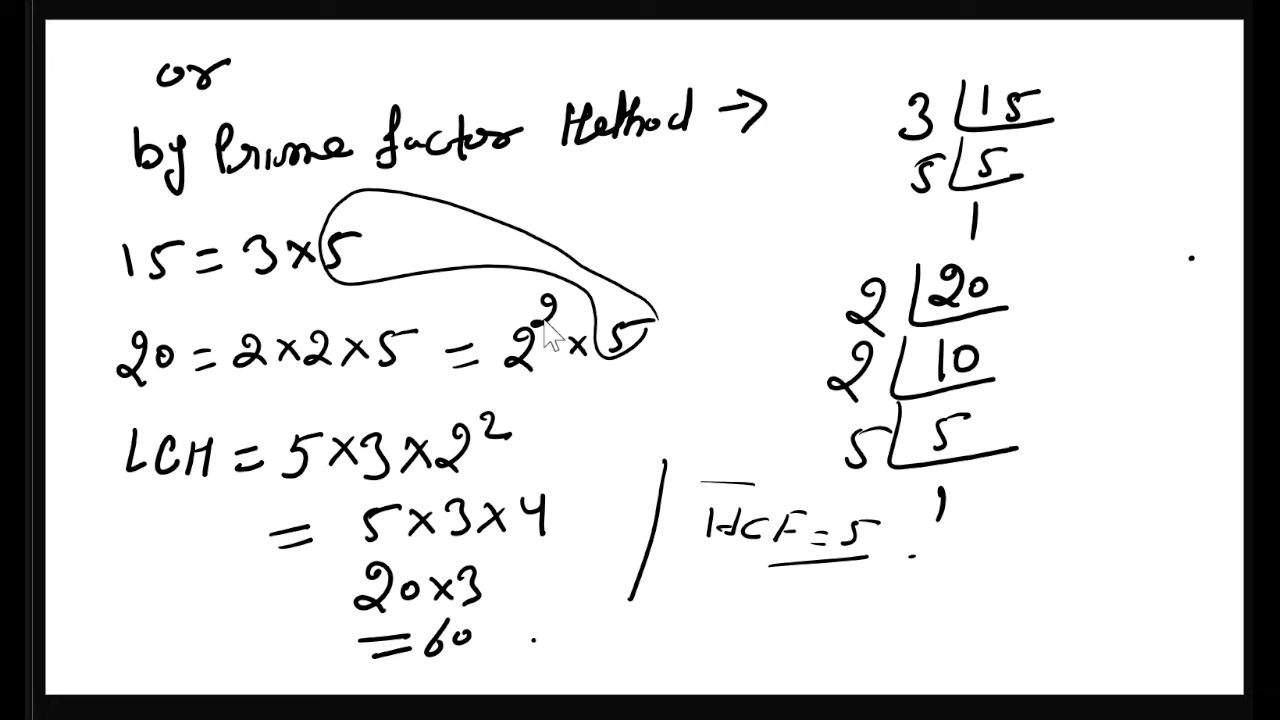 or
by Prime factor Method →
15 = 3 × 5
20 = 2 × 2 × 5 = 2² × 5
LCM = 5 × 3 × 2²
= 5 × 3 × 4
20 × 3
= 60
HCF = 5
3 | 15
5 | 5
1
2 | 20
2 | 10
5 | 5
1